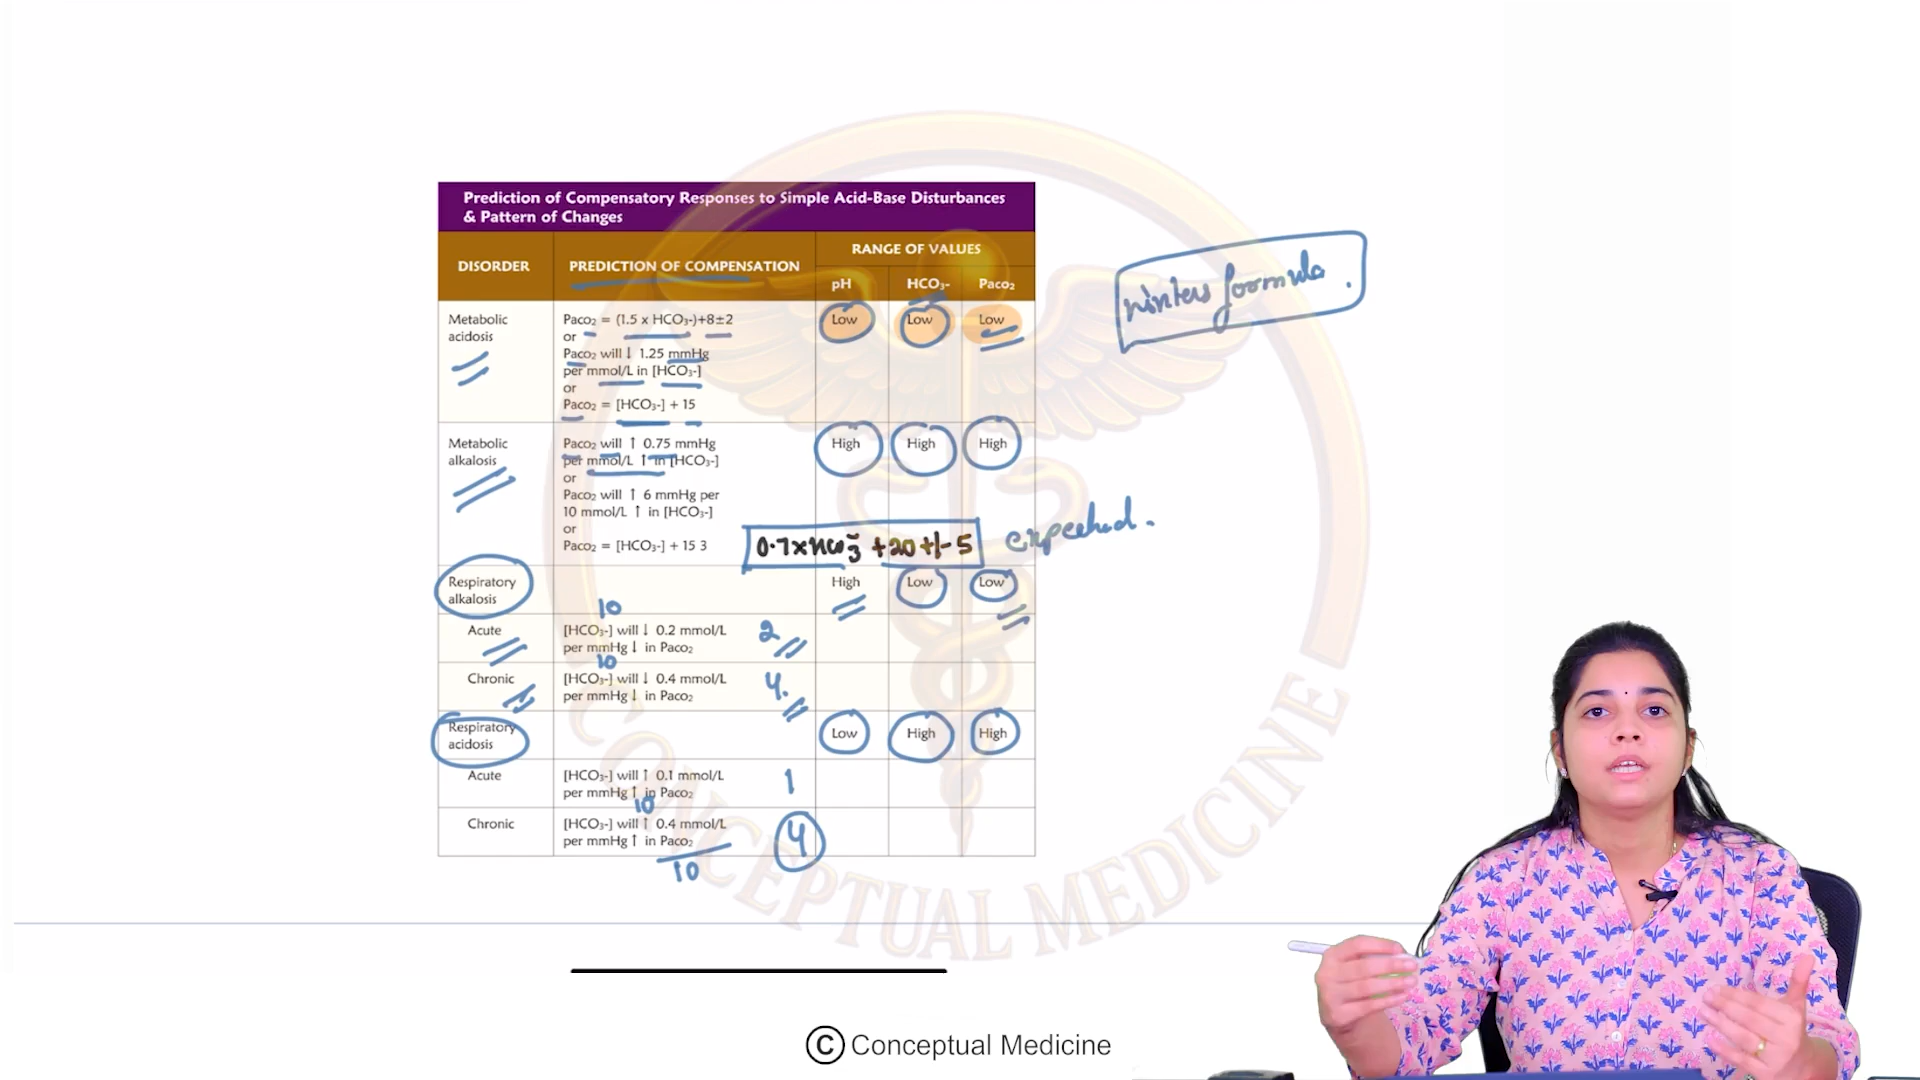 Prediction of Compensatory Responses to Simple Acid-Base Disturbances
& Pattern of Changes
DISORDER
PREDICTION OF COMPENSATION
RANGE OF VALUES
pH
HCO3-
Paco2
Metabolic
acidosis
Paco2 = (1.5 x HCO3-)+8±2
or
Paco2 will ↓ 1.25 mmHg
per mmol/L in [HCO3-]
or
Paco2 = [HCO3-] + 15
Low
Low
Low
winters formula.
Metabolic
alkalosis
Paco2 will ↑ 0.75 mmHg
per mmol/L ↑ in [HCO3-]
or
Paco2 will ↑ 6 mmHg per
10 mmol/L ↑ in [HCO3-]
or
Paco2 = [HCO3-] + 15 3
High
High
High
0.7xHCO3- +20 +/- 5
expected.
Respiratory
alkalosis
High
Low
Low
10
Acute
[HCO3-] will ↓ 0.2 mmol/L
per mmHg ↓ in Paco2
2
10
Chronic
[HCO3-] will ↓ 0.4 mmol/L
per mmHg ↓ in Paco2
4.
Respiratory
acidosis
Low
High
High
Acute
[HCO3-] will ↑ 0.1 mmol/L
per mmHg ↑ in Paco2
1
10
Chronic
[HCO3-] will ↑ 0.4 mmol/L
per mmHg ↑ in Paco2
4
10
CONCEPTUAL MEDICINE
© Conceptual Medicine